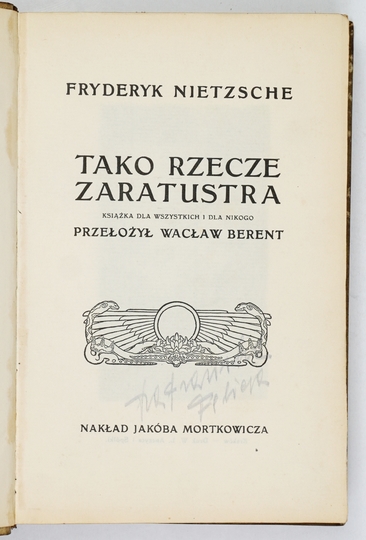 FRYDERYK NIETZSCHE
TAKO RZECZE
ZARATUSTRA
KSIĄŻKA DLA WSZYSTKICH I DLA NIKOGO
PRZEŁOŻYŁ WACŁAW BERENT
NAKŁAD JAKÓBA MORTKOWICZA